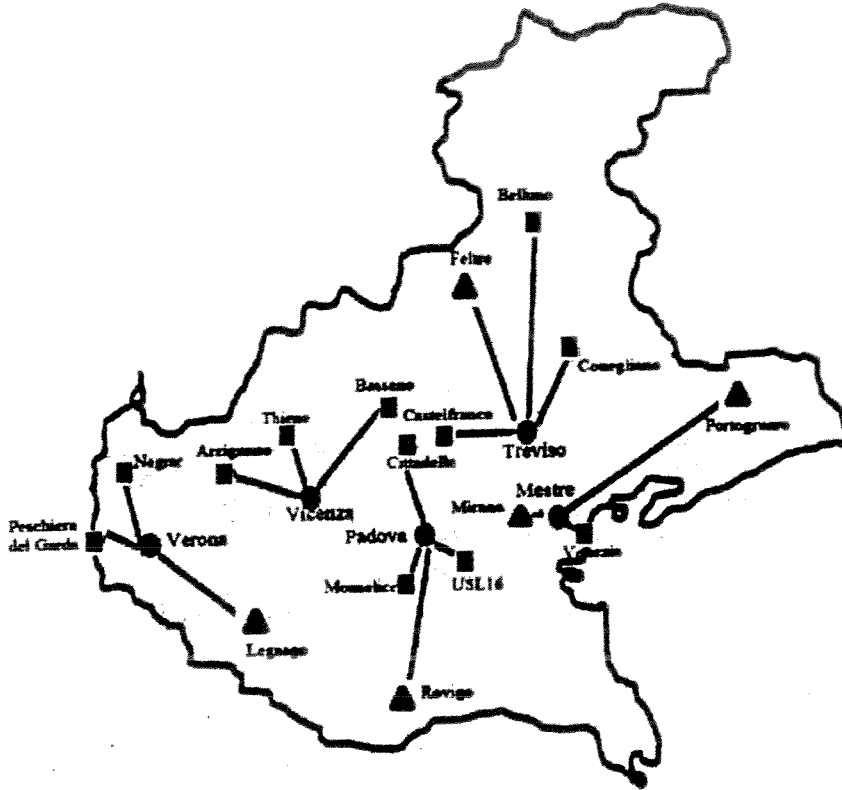 Belluno
Feltre
Conegliano
Bassano
Castelfranco
Portogruaro
Thiene
Treviso
Arzignano
Cittadella
Negrar
Mestre
Vicenza
Mirano
Peschiera
del Garda
Verona
Padova
Venezia
Monselice
USL16
Legnago
Rovigo